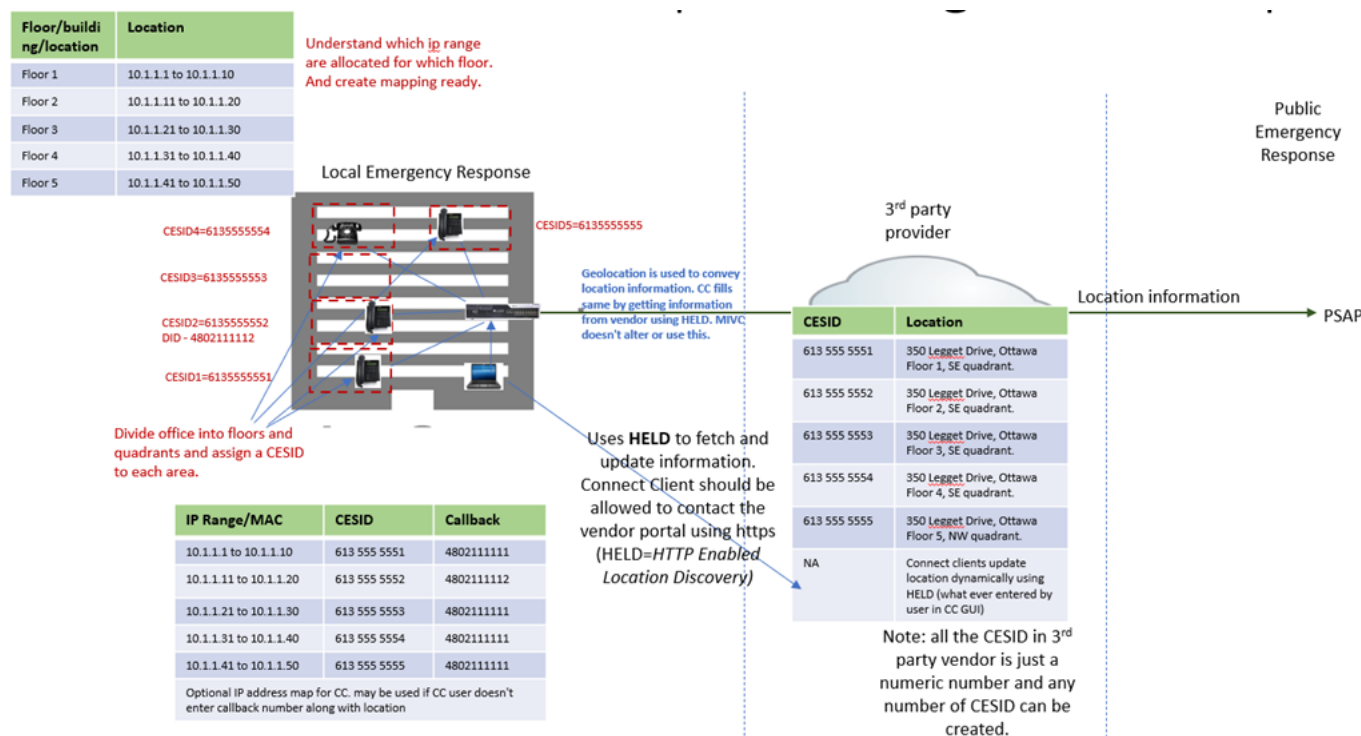 Floor/buildi
ng/location
Location
Floor 1
10.1.1.1 to 10.1.1.10
Floor 2
10.1.1.11 to 10.1.1.20
Floor 3
10.1.1.21 to 10.1.1.30
Floor 4
10.1.1.31 to 10.1.1.40
Floor 5
10.1.1.41 to 10.1.1.50
Understand which ip range
are allocated for which floor.
And create mapping ready.
Local Emergency Response
CESID4=6135555554
CESID5=6135555555
CESID3=6135555553
CESID2=6135555552
DID - 4802111112
CESID1=6135555551
Divide office into floors and
quadrants and assign a CESID
to each area.
Geolocation is used to convey
location information. CC fills
same by getting information
from vendor using HELD. MIVC
doesn't alter or use this.
Uses HELD to fetch and
update information.
Connect Client should be
allowed to contact the
vendor portal using https
(HELD=HTTP Enabled
Location Discovery)
IP Range/MAC
CESID
Callback
10.1.1.1 to 10.1.1.10
613 555 5551
4802111111
10.1.1.11 to 10.1.1.20
613 555 5552
4802111112
10.1.1.21 to 10.1.1.30
613 555 5553
4802111111
10.1.1.31 to 10.1.1.40
613 555 5554
4802111111
10.1.1.41 to 10.1.1.50
613 555 5555
4802111111
Optional IP address map for CC. may be used if CC user doesn't
enter callback number along with location
3rd party
provider
CESID
Location
613 555 5551
350 Legget Drive, Ottawa
Floor 1, SE quadrant.
613 555 5552
350 Legget Drive, Ottawa
Floor 2, SE quadrant.
613 555 5553
350 Legget Drive, Ottawa
Floor 3, SE quadrant.
613 555 5554
350 Legget Drive, Ottawa
Floor 4, SE quadrant.
613 555 5555
350 Legget Drive, Ottawa
Floor 5, NW quadrant.
NA
Connect clients update
location dynamically using
HELD (what ever entered by
user in CC GUI)
Note: all the CESID in 3rd
party vendor is just a
numeric number and any
number of CESID can be
created.
Public
Emergency
Response
Location information
PSAP